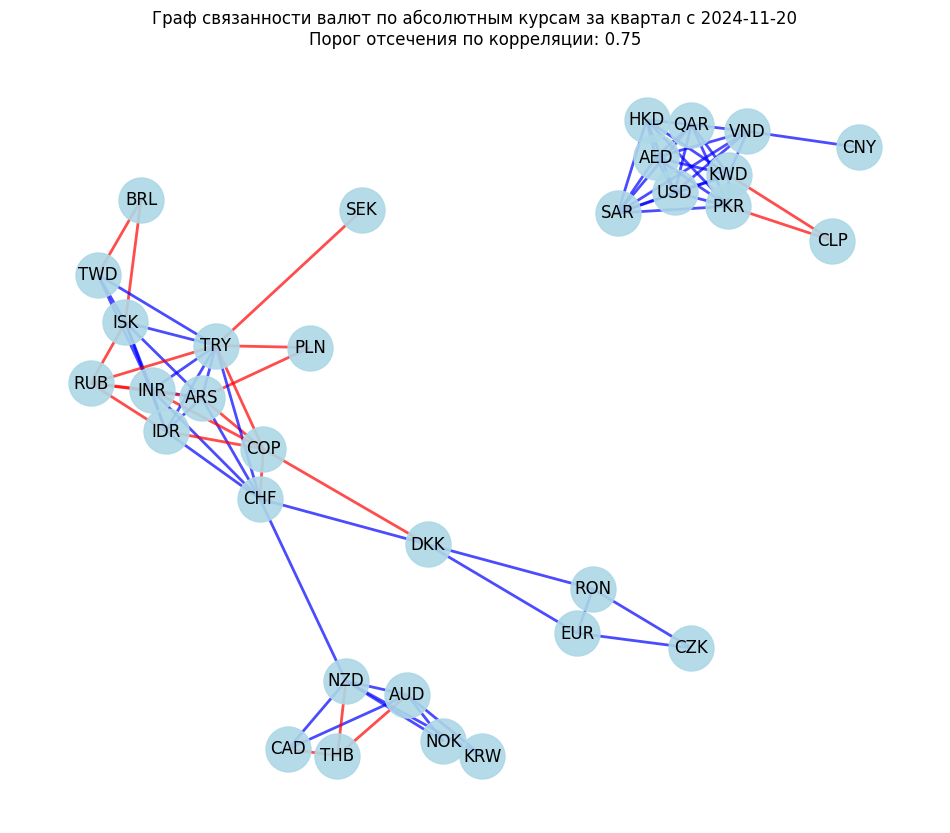 Граф связанности валют по абсолютным курсам за квартал с 2024-11-20
Порог отсечения по корреляции: 0.75
HKD
QAR
VND
CNY
AED
KWD
USD
PKR
SAR
CLP
BRL
SEK
TWD
ISK
TRY
PLN
RUB
INR
ARS
IDR
COP
CHF
DKK
RON
EUR
CZK
NZD
AUD
NOK
CAD
THB
KRW